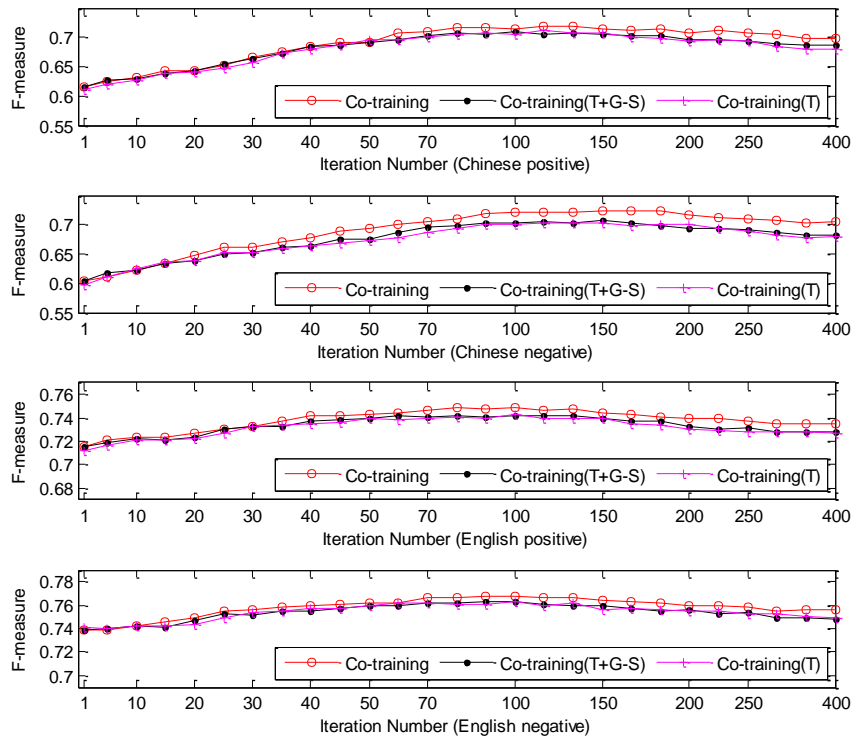 0.7
0.65
0.6
0.55
F-measure
Co-training Co-training(T+G-S) Co-training(T)
1 10 20 30 40 50 70 100 150 200 250 400
Iteration Number (Chinese positive)
0.7
0.65
0.6
0.55
F-measure
Co-training Co-training(T+G-S) Co-training(T)
1 10 20 30 40 50 70 100 150 200 250 400
Iteration Number (Chinese negative)
0.76
0.74
0.72
0.7
0.68
F-measure
Co-training Co-training(T+G-S) Co-training(T)
1 10 20 30 40 50 70 100 150 200 250 400
Iteration Number (English positive)
0.78
0.76
0.74
0.72
0.7
F-measure
Co-training Co-training(T+G-S) Co-training(T)
1 10 20 30 40 50 70 100 150 200 250 400
Iteration Number (English negative)